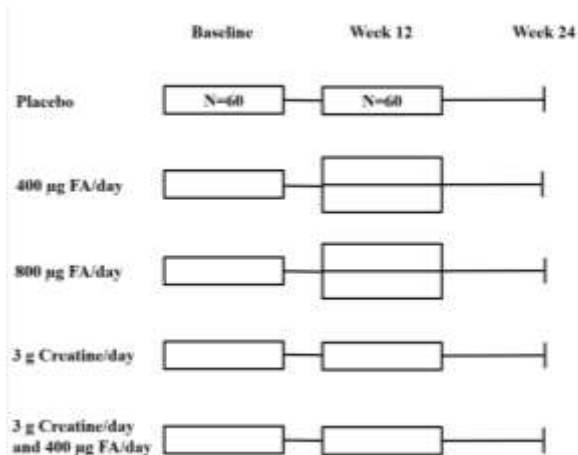 Baseline Week 12 Week 24
Placebo N=60 N=60
400 µg FA/day
800 µg FA/day
3 g Creatine/day
3 g Creatine/day
and 400 µg FA/day